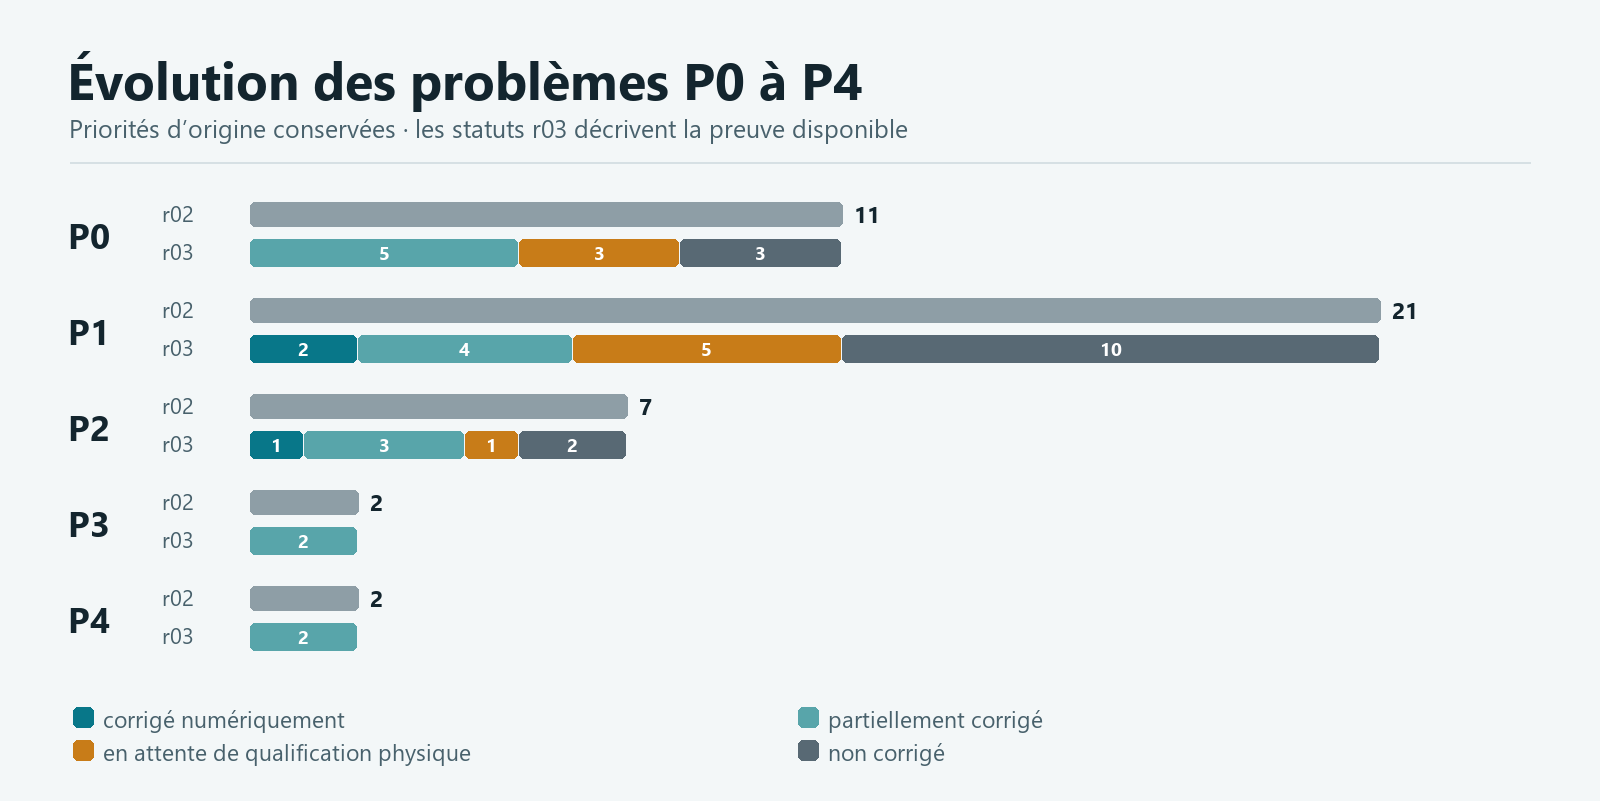 Évolution des problèmes P0 à P4
Priorités d’origine conservées · les statuts r03 décrivent la preuve disponible
P0
r02
11
r03
5
3
3
P1
r02
21
r03
2
4
5
10
P2
r02
7
r03
1
3
1
2
P3
r02
2
r03
2
P4
r02
2
r03
2
corrigé numériquement
partiellement corrigé
en attente de qualification physique
non corrigé